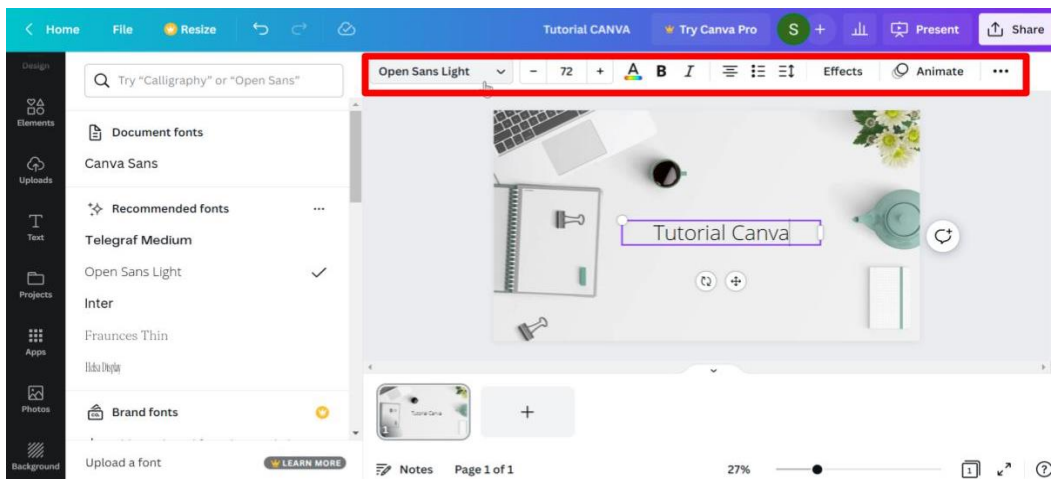 Home File Resize Tutorial CANVA Try Canva Pro S + Present Share
Design
Elements
Uploads
Text
Projects
Apps
Photos
Background
Try “Calligraphy” or “Open Sans”
Document fonts
Canva Sans
Recommended fonts
Telegraf Medium
Open Sans Light
Inter
Fraunces Thin
Brand fonts
Upload a font LEARN MORE
Open Sans Light - 72 + A B I Effects Animate
Tutorial Canva
Tutorial Canva
1
Notes Page 1 of 1 27% 1 ?